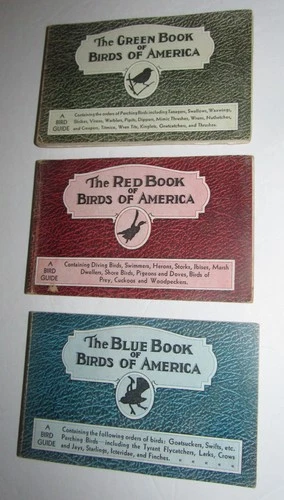 The GREEN BOOK
OF
BIRDS OF AMERICA
A
BIRD
GUIDE
Containing the orders of Perching Birds including Tanagers, Swallows, Waxwings,
Shrikes, Vireos, Warblers, Pipits, Dippers, Mimic Thrushes, Wrens, Nuthatches,
and Creepers, Titmice, Wren Tits, Kinglets, Gnatcatchers, and Thrushes.
The RED BOOK
OF
BIRDS OF AMERICA
A
BIRD
GUIDE
Containing Diving Birds, Swimmers, Herons, Storks, Ibises, Marsh
Dwellers, Shore Birds, Pigeons and Doves, Birds of
Prey, Cuckoos and Woodpeckers.
The BLUE BOOK
OF
BIRDS OF AMERICA
A
BIRD
GUIDE
Containing the following orders of birds: Goatsuckers, Swifts, etc.
Perching Birds—including the Tyrant Flycatchers, Larks, Crows
and Jays, Starlings, Icteridae, and Finches.